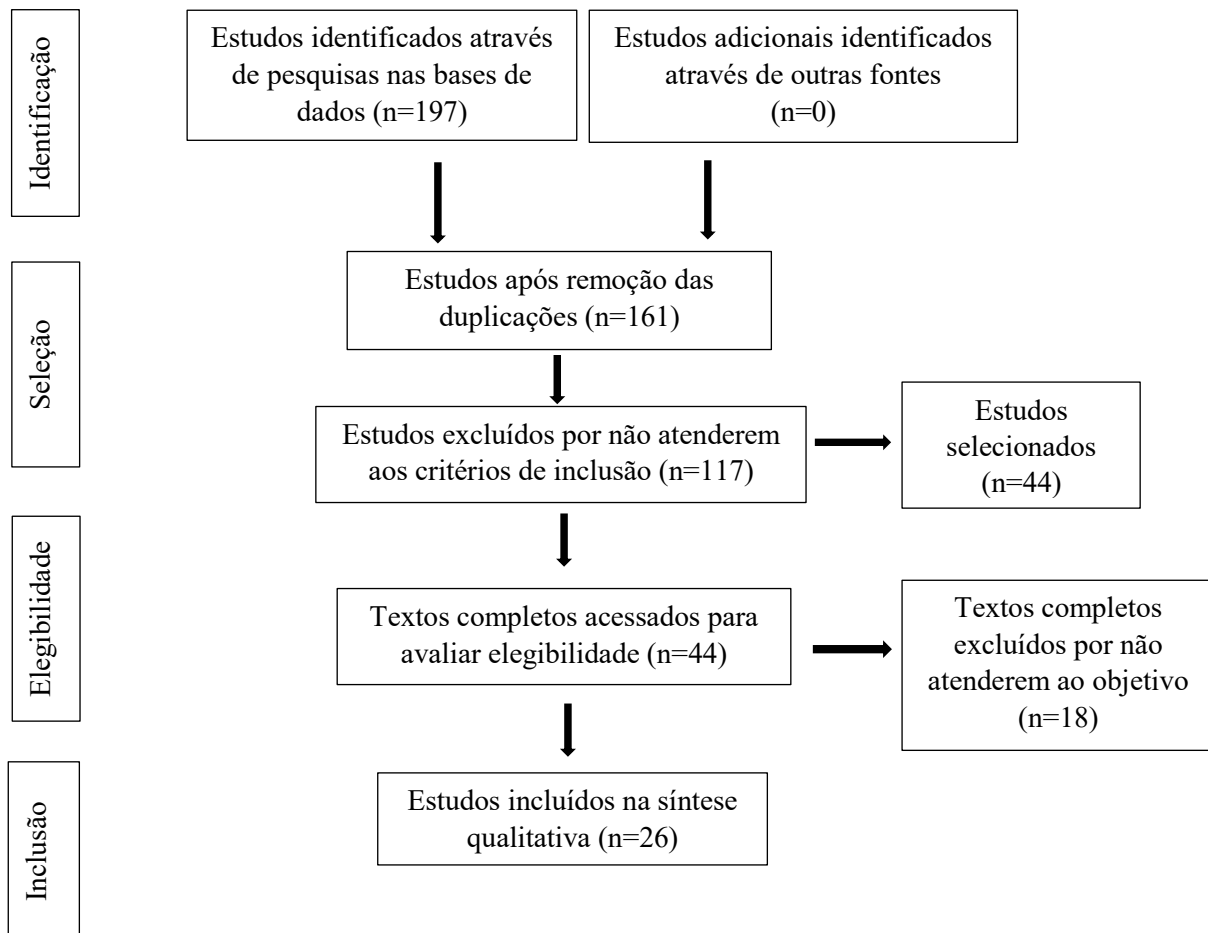 Identificação
Estudos identificados através
de pesquisas nas bases de
dados (n=197)
Estudos adicionais identificados
através de outras fontes
(n=0)
Seleção
Estudos após remoção das
duplicações (n=161)
Estudos excluídos por não atenderem
aos critérios de inclusão (n=117)
Estudos
selecionados
(n=44)
Elegibilidade
Textos completos acessados para
avaliar elegibilidade (n=44)
Textos completos
excluídos por não
atenderem ao objetivo
(n=18)
Inclusão
Estudos incluídos na síntese
qualitativa (n=26)